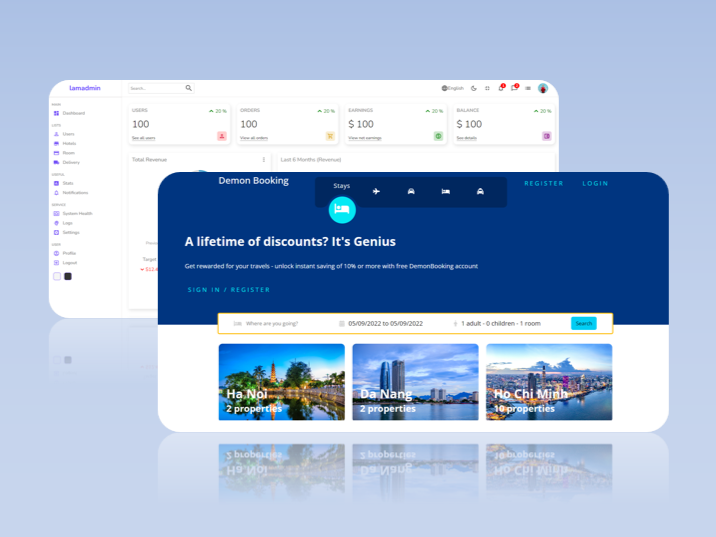 lamadmin
Search...
English
MAIN
Dashboard
LISTS
Users
Hotels
Room
Delivery
USEFUL
Stats
Notifications
SERVICE
System Health
Logs
Settings
USER
Profile
Logout
USERS
20 %
100
See all users
ORDERS
20 %
100
View all orders
EARNINGS
20 %
$ 100
View net earnings
BALANCE
20 %
$ 100
See details
Total Revenue
Last 6 Months (Revenue)
Target
Demon Booking
Stays
REGISTER
LOGIN
A lifetime of discounts? It's Genius
Get rewarded for your travels - unlock instant saving of 10% or more with free DemonBooking account
SIGN IN / REGISTER
Where are you going?
05/09/2022 to 05/09/2022
1 adult - 0 children - 1 room
Search
Ha Noi
2 properties
Da Nang
2 properties
Ho Chi Minh
10 properties